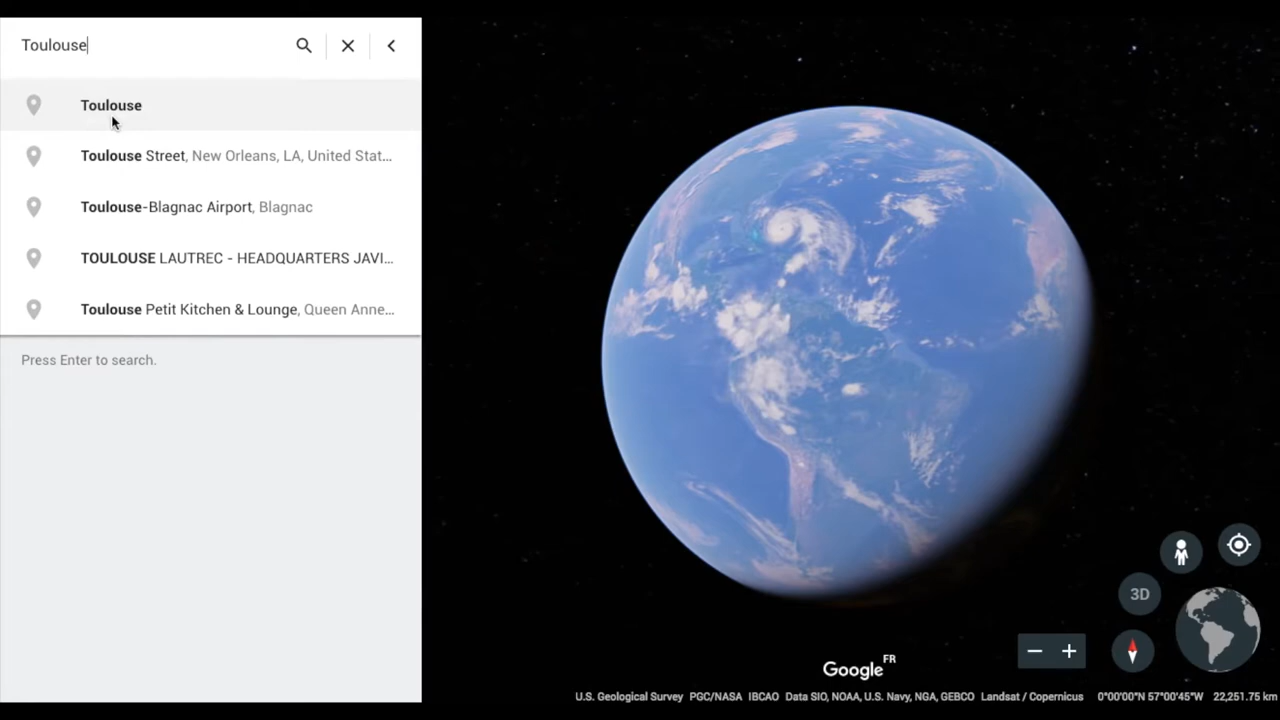 Toulouse
Toulouse
Toulouse Street, New Orleans, LA, United Stat...
Toulouse-Blagnac Airport, Blagnac
TOULOUSE LAUTREC - HEADQUARTERS JAVI...
Toulouse Petit Kitchen & Lounge, Queen Anne...
Press Enter to search.
3D
Google FR
U.S. Geological Survey PGC/NASA IBCAO Data SIO, NOAA, U.S. Navy, NGA, GEBCO Landsat / Copernicus 0°00'00"N 57°00'45"W 22,251.75 km